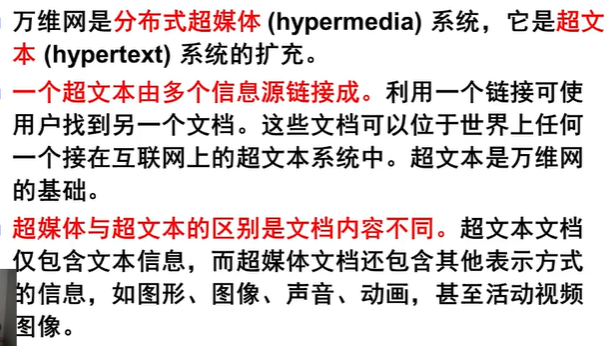 万维网是分布式超媒体 (hypermedia) 系统，它是超文
本 (hypertext) 系统的扩充。
一个超文本由多个信息源链接成。利用一个链接可使
用户找到另一个文档。这些文档可以位于世界上任何
一个接在互联网上的超文本系统中。超文本是万维网
的基础。
超媒体与超文本的区别是文档内容不同。超文本文档
仅包含文本信息，而超媒体文档还包含其他表示方式
的信息，如图形、图像、声音、动画，甚至活动视频
图像。